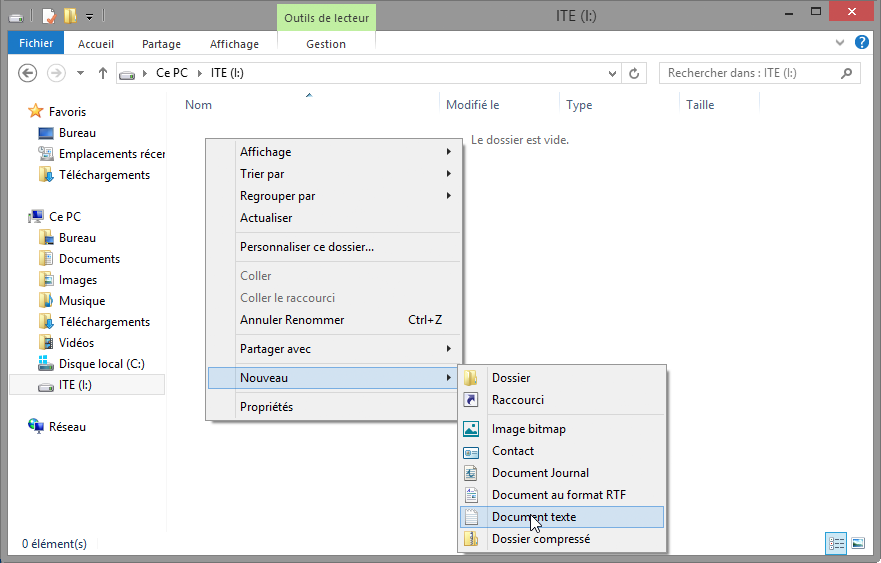 Outils de lecteur
ITE (I:)
Fichier
Accueil
Partage
Affichage
Gestion
Ce PC
ITE (I:)
Rechercher dans : ITE (I:)
Nom
Modifié le
Type
Taille
Le dossier est vide.
Favoris
Bureau
Emplacements récer
Téléchargements
Ce PC
Bureau
Documents
Images
Musique
Téléchargements
Vidéos
Disque local (C:)
ITE (I:)
Réseau
Affichage
Trier par
Regrouper par
Actualiser
Personnaliser ce dossier...
Coller
Coller le raccourci
Annuler Renommer Ctrl+Z
Partager avec
Nouveau
Propriétés
Dossier
Raccourci
Image bitmap
Contact
Document Journal
Document au format RTF
Document texte
Dossier compressé
0 élément(s)